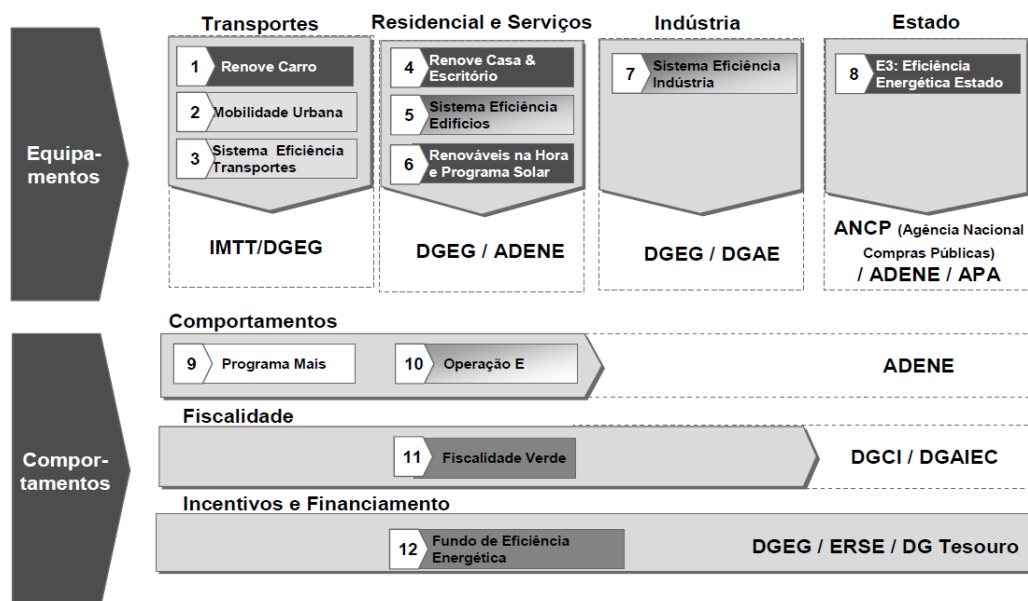 Transportes
Residencial e Serviços
Indústria
Estado
Equipa-
mentos
1
Renove Carro
2
Mobilidade Urbana
3
Sistema Eficiência
Transportes
IMTT/DGEG
4
Renove Casa &
Escritório
5
Sistema Eficiência
Edifícios
6
Renováveis na Hora
e Programa Solar
DGEG / ADENE
7
Sistema Eficiência
Indústria
DGEG / DGAE
8
E3: Eficiência
Energética Estado
ANCP (Agência Nacional
Compras Públicas)
/ ADENE / APA
Compor-
tamentos
Comportamentos
9
Programa Mais
10
Operação E
ADENE
Fiscalidade
11
Fiscalidade Verde
DGCI / DGAIEC
Incentivos e Financiamento
12
Fundo de Eficiência
Energética
DGEG / ERSE / DG Tesouro